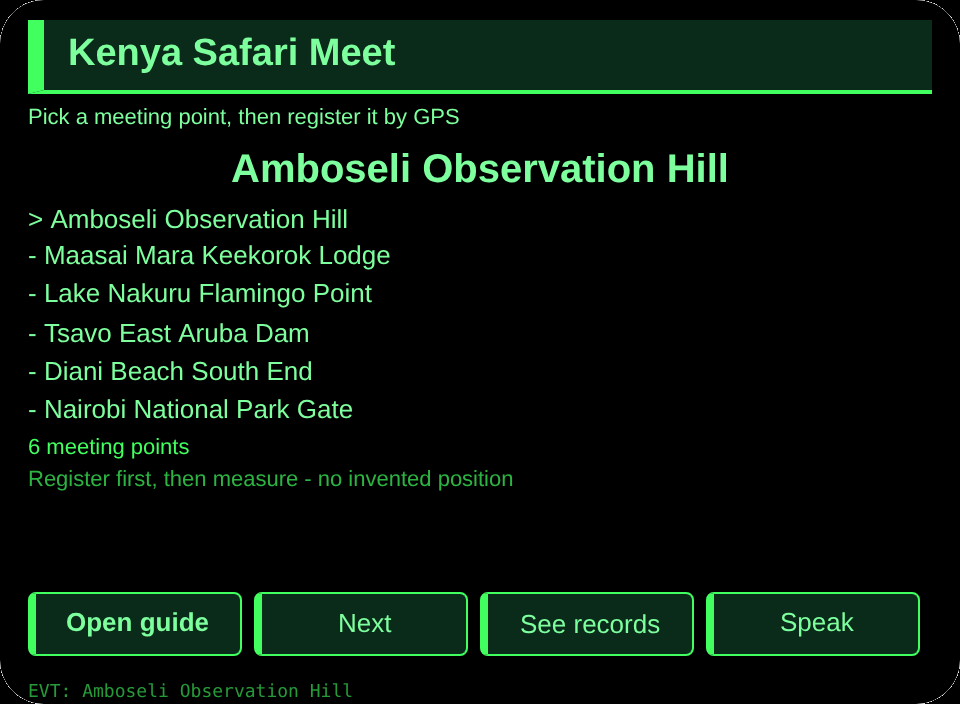 Kenya Safari Meet
Pick a meeting point, then register it by GPS
Amboseli Observation Hill
> Amboseli Observation Hill
- Maasai Mara Keekorok Lodge
- Lake Nakuru Flamingo Point
- Tsavo East Aruba Dam
- Diani Beach South End
- Nairobi National Park Gate
6 meeting points
Register first, then measure - no invented position
Open guide
Next
See records
Speak
EVT: Amboseli Observation Hill